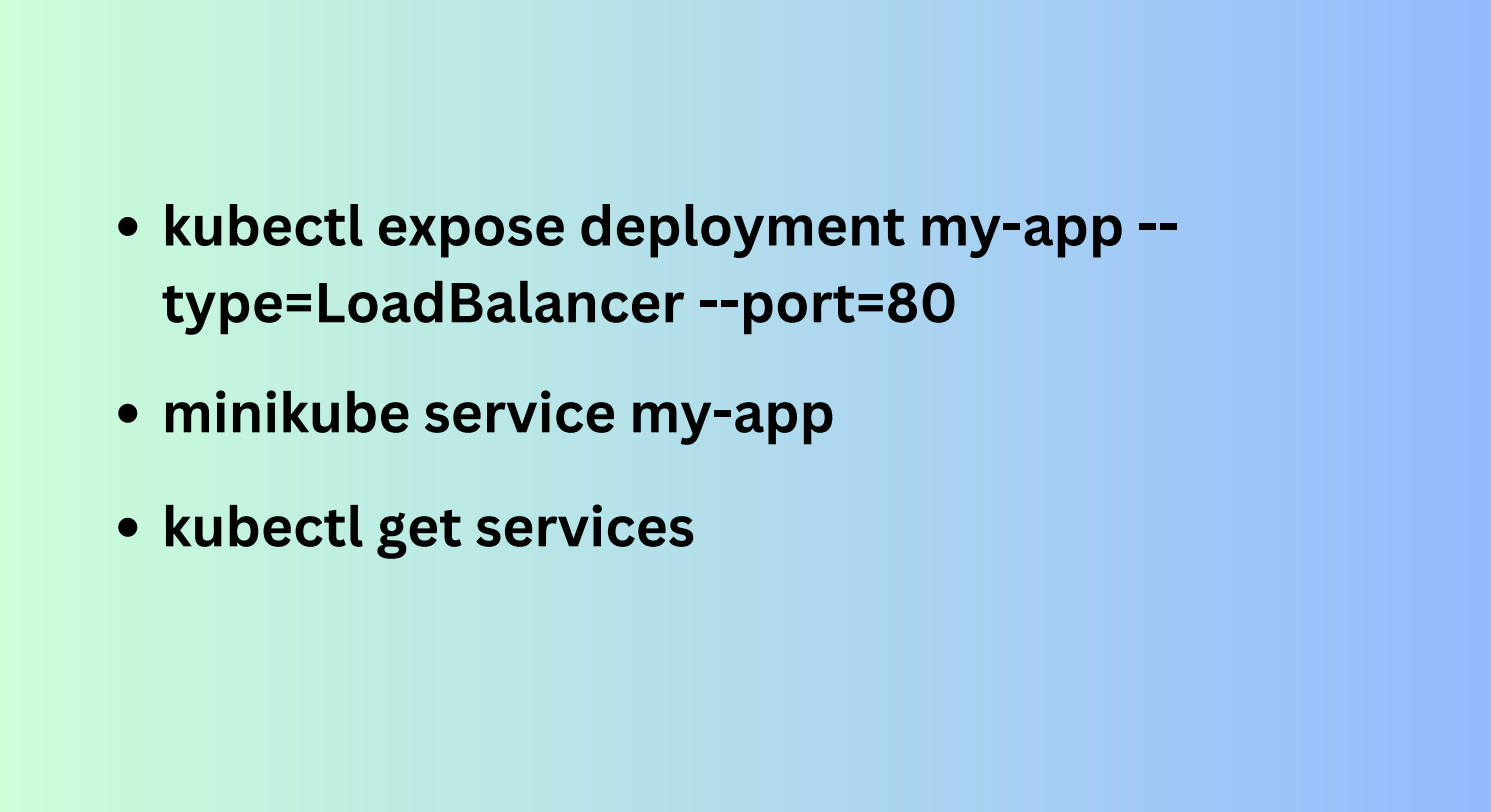 • kubectl expose deployment my-app --
type=LoadBalancer --port=80
• minikube service my-app
• kubectl get services